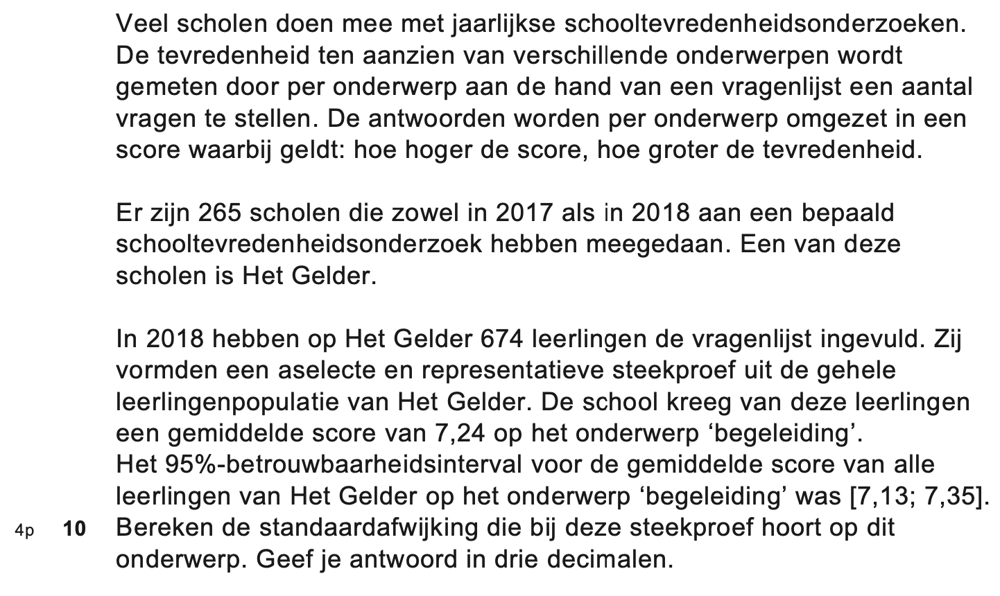 Veel scholen doen mee met jaarlijkse schooltevredenheidsonderzoeken.
De tevredenheid ten aanzien van verschillende onderwerpen wordt
gemeten door per onderwerp aan de hand van een vragenlijst een aantal
vragen te stellen. De antwoorden worden per onderwerp omgezet in een
score waarbij geldt: hoe hoger de score, hoe groter de tevredenheid.
Er zijn 265 scholen die zowel in 2017 als in 2018 aan een bepaald
schooltevredenheidsonderzoek hebben meegedaan. Een van deze
scholen is Het Gelder.
In 2018 hebben op Het Gelder 674 leerlingen de vragenlijst ingevuld. Zij
vormden een aselecte en representatieve steekproef uit de gehele
leerlingenpopulatie van Het Gelder. De school kreeg van deze leerlingen
een gemiddelde score van 7,24 op het onderwerp ‘begeleiding’.
Het 95%-betrouwbaarheidsinterval voor de gemiddelde score van alle
leerlingen van Het Gelder op het onderwerp ‘begeleiding’ was [7,13; 7,35].
4p 10 Bereken de standaardafwijking die bij deze steekproef hoort op dit
onderwerp. Geef je antwoord in drie decimalen.